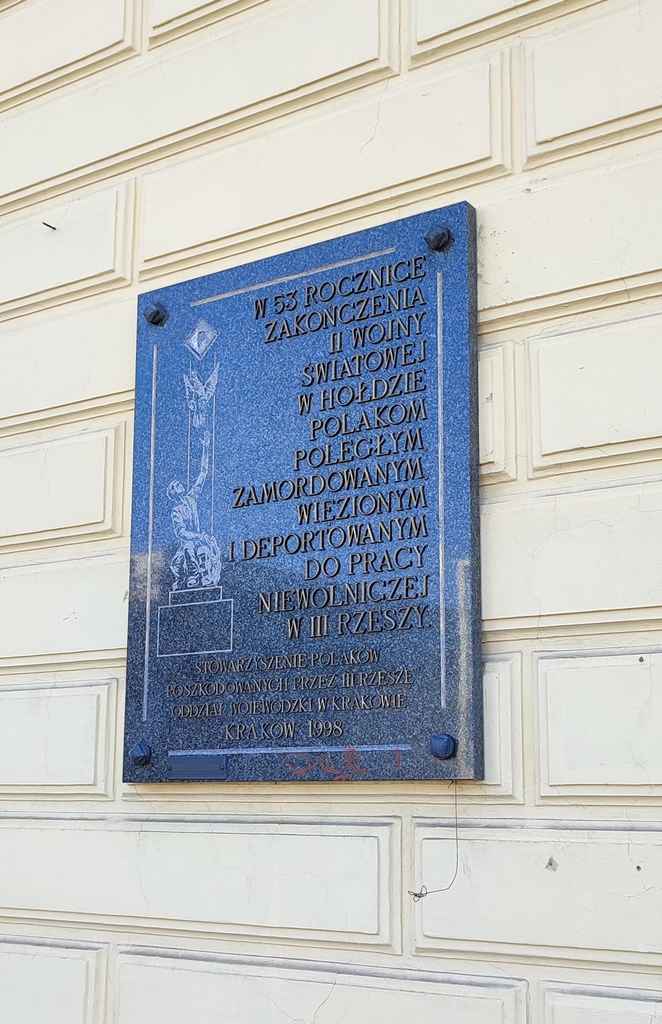 P
W 53 ROCZNICĘ
ZAKOŃCZENIA
II WOJNY
ŚWIATOWEJ
W HOŁDZIE
POLAKOM
POLEGŁYM,
ZAMORDOWANYM,
WIĘZIONYM
I DEPORTOWANYM
DO PRACY
NIEWOLNICZEJ
W III RZESZY.
STOWARZYSZENIE POLAKÓW
POSZKODOWANYCH PRZEZ III RZESZĘ
ODDZIAŁ WOJEWÓDZKI W KRAKOWIE
KRAKÓW 1998